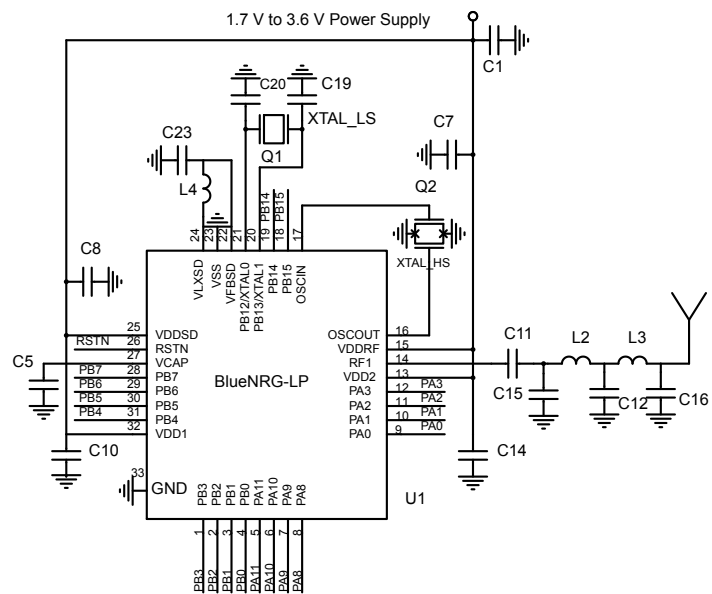 1.7 V to 3.6 V Power Supply
C1
C20
C19
XTAL_LS
C7
C23
Q1
L4
PB14
PB15
Q2
24
23
22
21
20
19
18
17
C8
VLXSD
VSS
VFBSD
PB12/XTAL0
PB13/XTAL1
PB14
PB15
OSCIN
XTAL_HS
25
VDDSD
OSCOUT
16
C11
L2
L3
RSTN
26
RSTN
VDDRF
15
C5
27
VCAP
RF1
14
PB7
28
PB7
BlueNRG-LP
VDD2
13
PB6
29
PB6
PA3
12
PA3
C15
C12
C16
PB5
30
PB5
PA2
11
PA2
PB4
31
PB4
PA1
10
PA1
32
VDD1
PA0
9
PA0
C10
C14
33
GND
U1
PB3
PB2
PB1
PB0
PA11
PA10
PA9
PA8
1
2
3
4
5
6
7
8
PB3
PB2
PB1
PB0
PA11
PA10
PA9
PA8